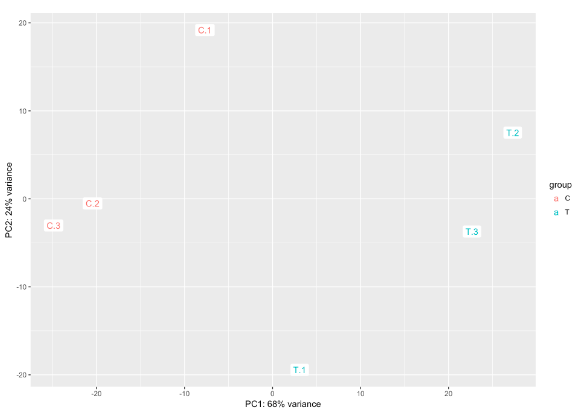 20
10
0
-10
-20
PC2: 24% variance
C.1
T.2
C.2
C.3
T.3
T.1
-20
-10
0
10
20
PC1: 68% variance
group
a C
a T